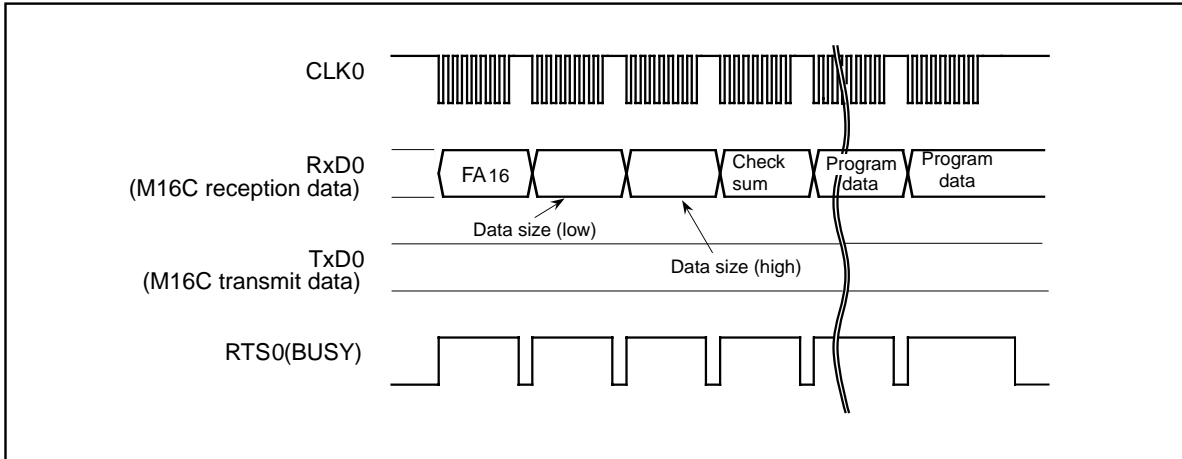 CLK0
RxD0
(M16C reception data)
FA16
Check
sum
Program
data
Program
data
Data size (low)
Data size (high)
TxD0
(M16C transmit data)
RTS0(BUSY)